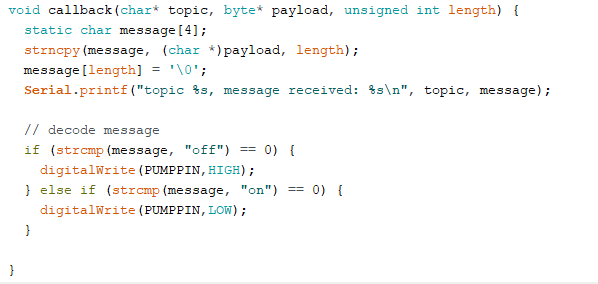 void callback(char* topic, byte* payload, unsigned int length) {
  static char message[4];
  strncpy(message, (char *)payload, length);
  message[length] = '\0';
  Serial.printf("topic %s, message received: %s\n", topic, message);

  // decode message
  if (strcmp(message, "off") == 0) {
    digitalWrite(PUMPPIN,HIGH);
  } else if (strcmp(message, "on") == 0) {
    digitalWrite(PUMPPIN,LOW);
  }

}